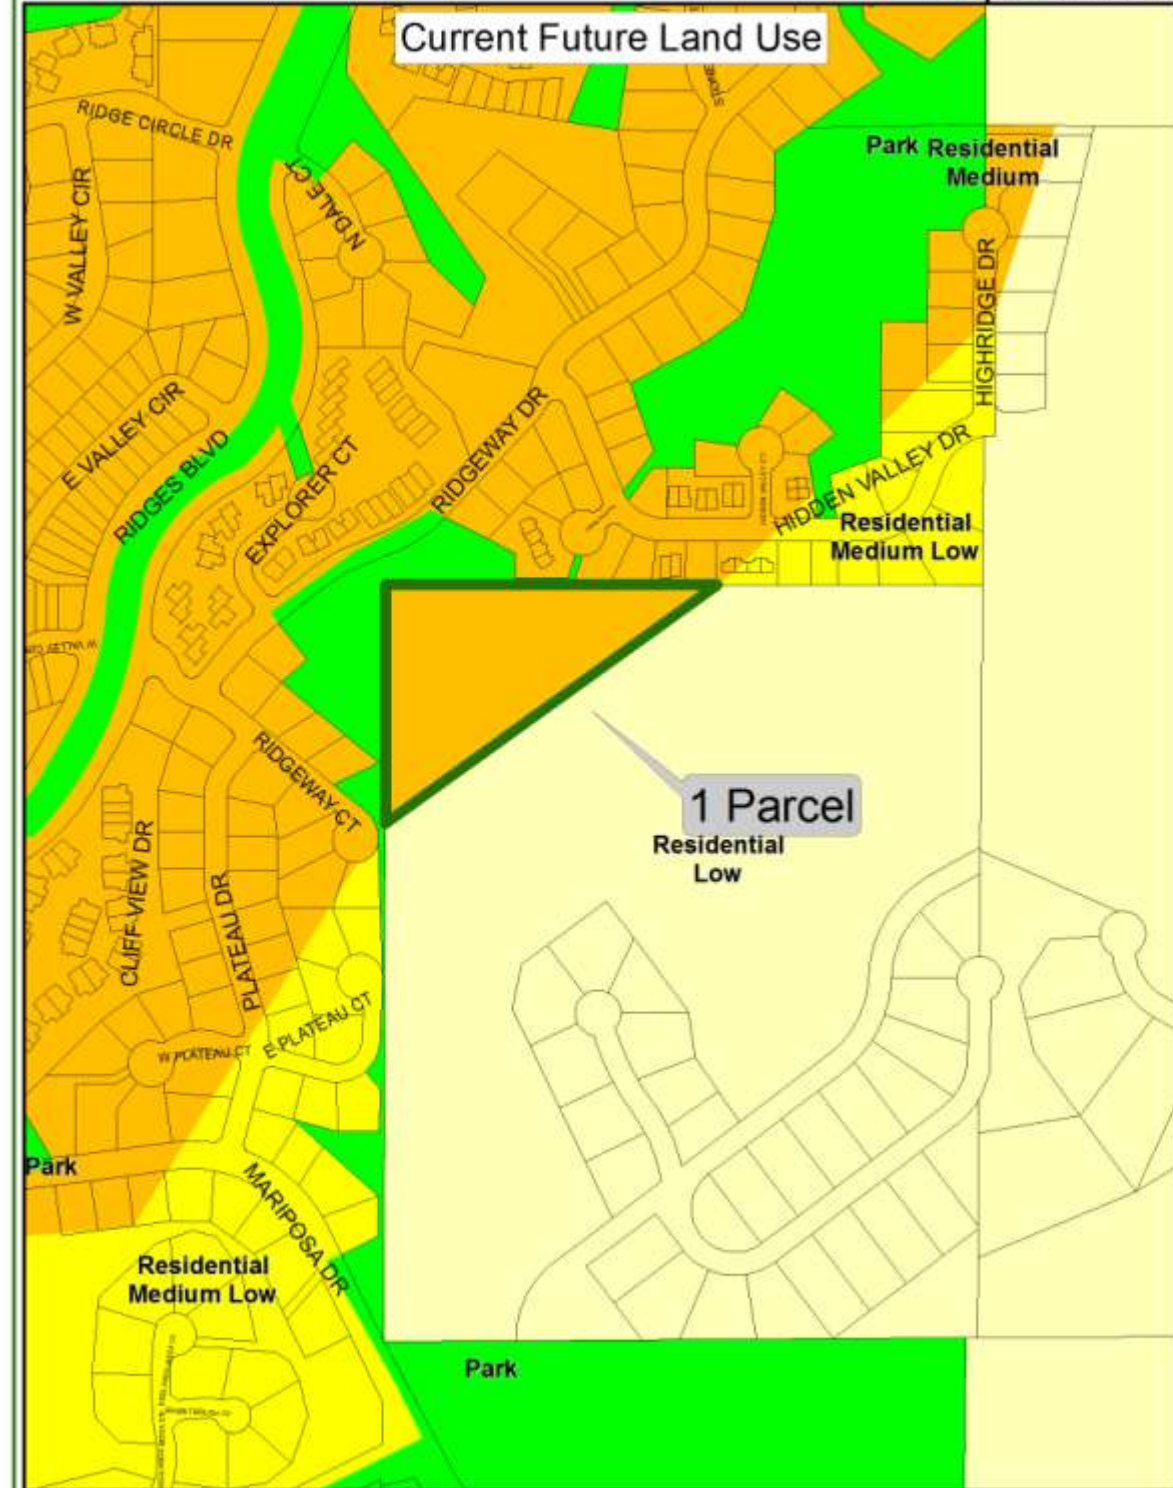 Current Future Land Use
RIDGE CIRCLE DR
Park
Residential
Medium
N DALE CT
W VALLEY CIR
HIGHRIDGE DR
E VALLEY CIR
RIDGEWAY DR
RIDGES BLVD
EXPLORER CT
HIDDEN VALLEY DR
Residential
Medium Low
W VALLEY CIR
RIDGEWAY CT
1 Parcel
Residential
Low
CLIFF VIEW DR
PLATEAU DR
E PLATEAU CT
W PLATEAU CT
Park
MARIPOSA DR
Residential
Medium Low
Park